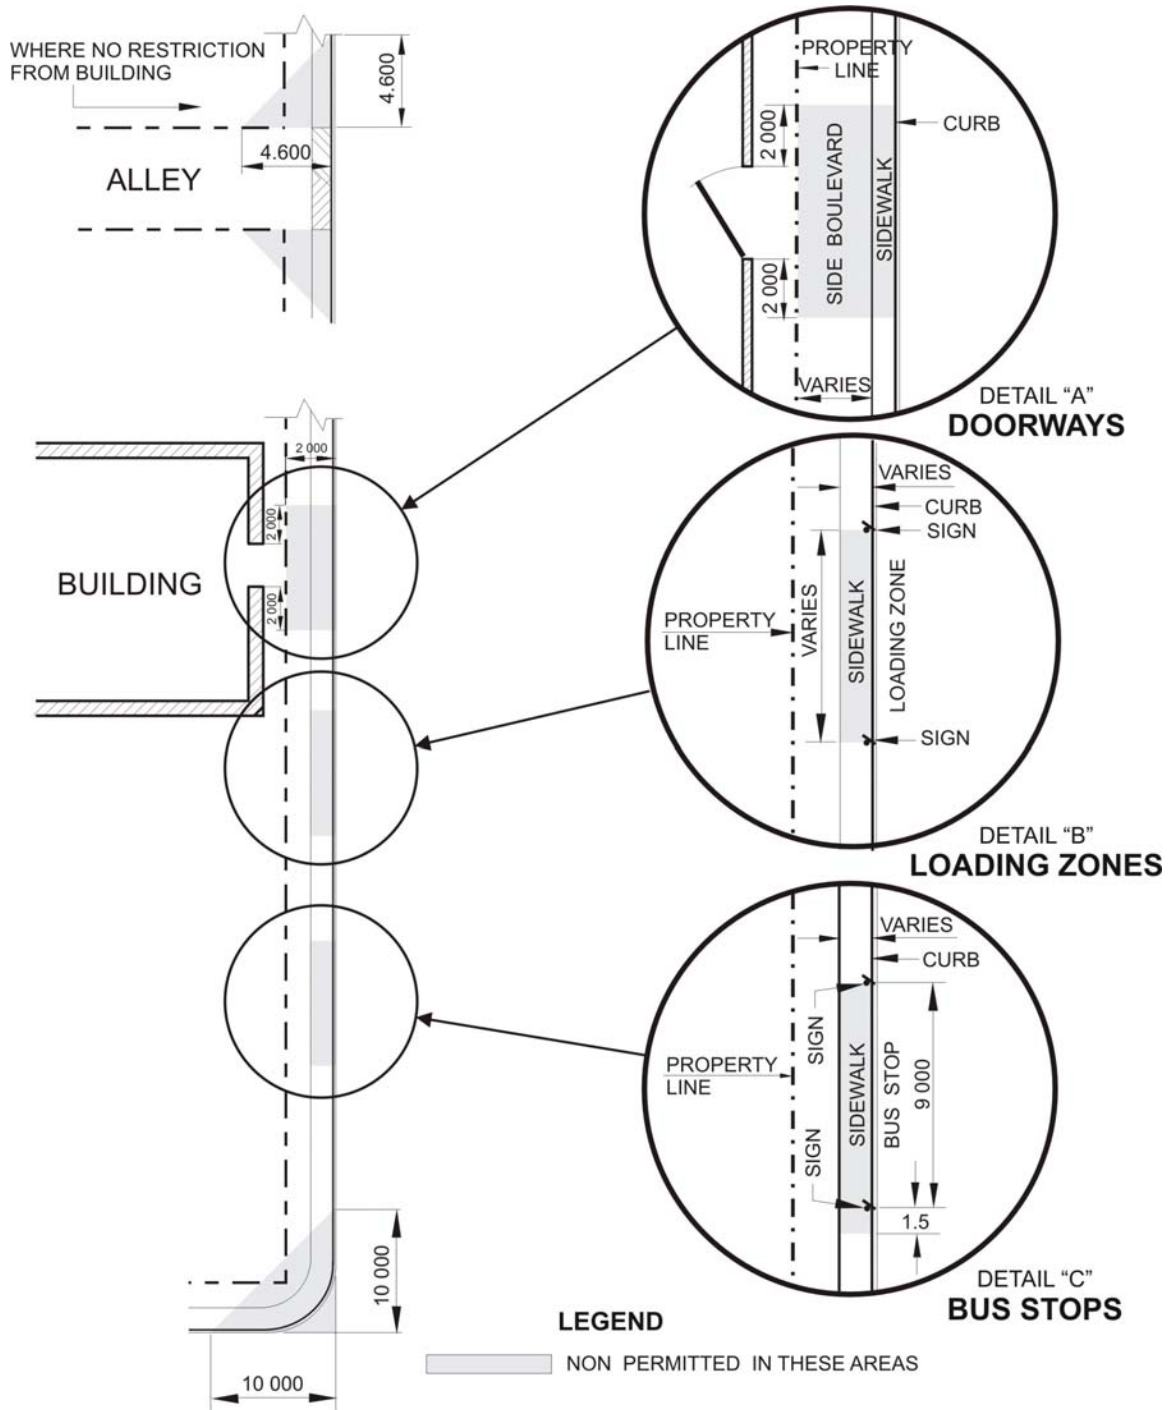 WHERE NO RESTRICTION
FROM BUILDING
4.600
4.600
ALLEY
PROPERTY
LINE
CURB
2 000
SIDE BOULEVARD
SIDEWALK
2 000
VARIES
DETAIL “A”
DOORWAYS
2 000
2 000
BUILDING
2 000
VARIES
CURB
SIGN
PROPERTY
LINE
VARIES
SIDEWALK
LOADING ZONE
SIGN
DETAIL “B”
LOADING ZONES
VARIES
CURB
SIGN
PROPERTY
LINE
SIDEWALK
BUS STOP
9 000
SIGN
1.5
DETAIL “C”
BUS STOPS
10 000
10 000
LEGEND
NON PERMITTED IN THESE AREAS